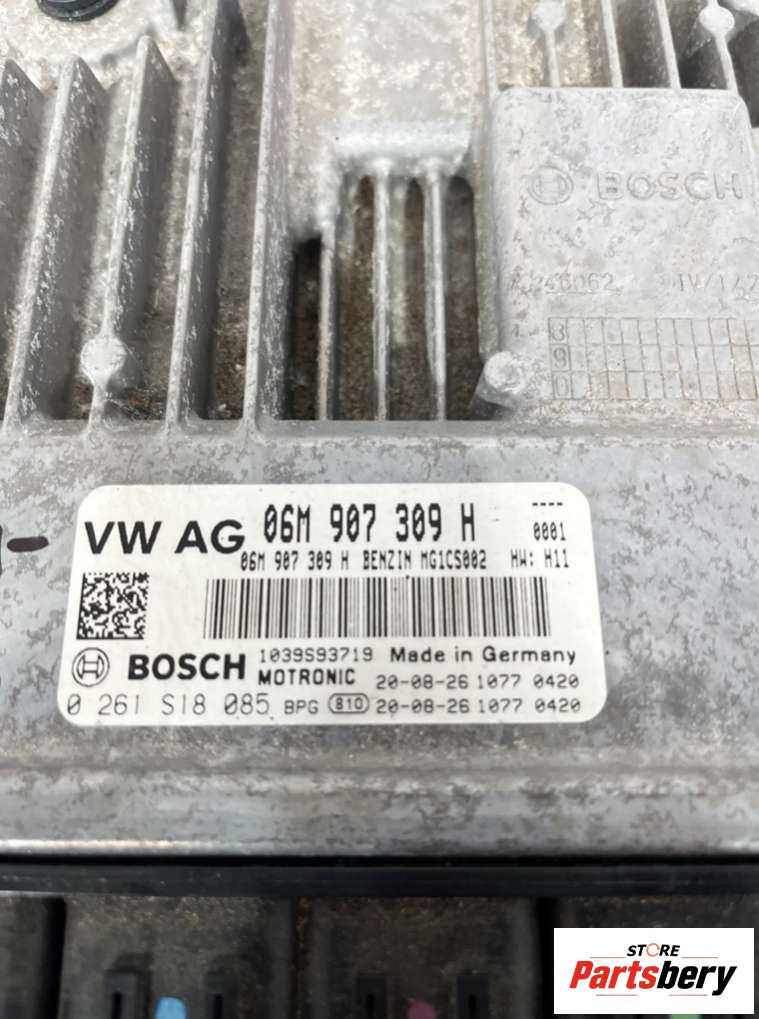 BOSCH
VW AG 06M 907 309 H ----
0001
06M 907 309 H BENZIN MG1CS002 HW: H11
BOSCH 1039S93719 Made in Germany
MOTRONIC 20-08-26 1077 0420
0 261 S18 085 BPG 810 20-08-26 1077 0420
STORE
Partsbery